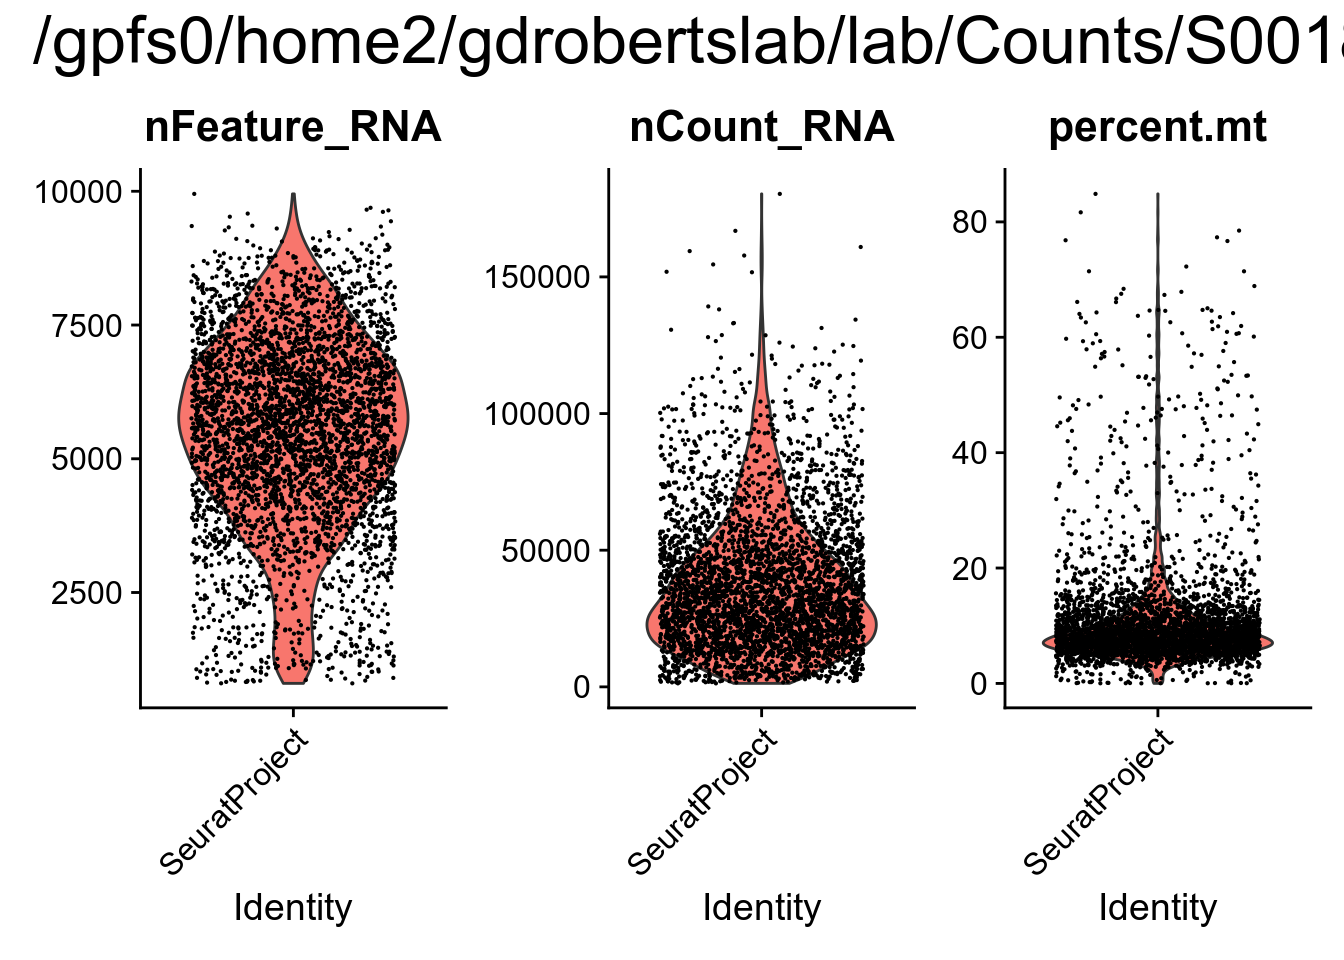 /gpfs0/home2/gdrobertslab/lab/Counts/S0018
nFeature_RNA
nCount_RNA
percent.mt
10000
7500
5000
2500
150000
100000
50000
0
80
60
40
20
0
SeuratProject
SeuratProject
SeuratProject
Identity
Identity
Identity